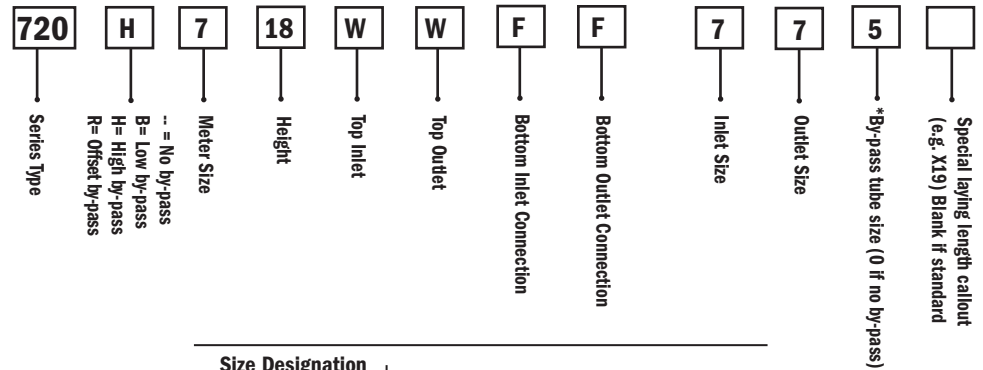 720 H 7 18 W W F F 7 7 5
Series Type
-- = No by-pass
B= Low by-pass
H= High by-pass
R= Offset by-pass
Meter Size
Height
Top Inlet
Top Outlet
Bottom Inlet Connection
Bottom Outlet Connection
Inlet Size
Outlet Size
*By-pass tube size (0 if no by-pass)
Special laying length callout
(e.g. X19) Blank if standard
Size Designation